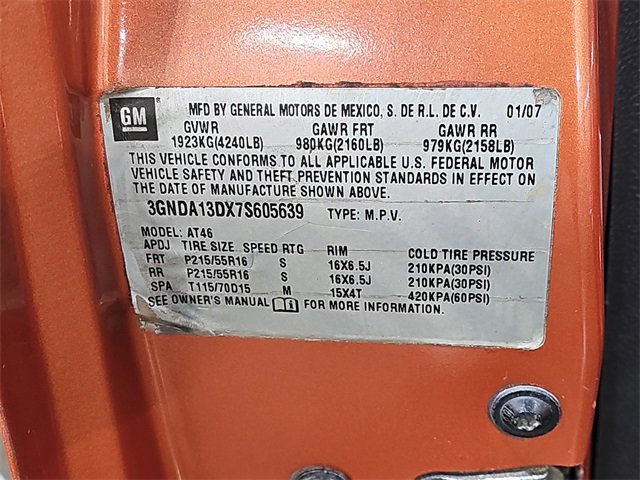 GM
MFD BY GENERAL MOTORS DE MEXICO, S. DE R.L. DE C.V. 01/07
GVWR GAWR FRT GAWR RR
1923KG(4240LB) 980KG(2160LB) 979KG(2158LB)
THIS VEHICLE CONFORMS TO ALL APPLICABLE U.S. FEDERAL MOTOR
VEHICLE SAFETY AND THEFT PREVENTION STANDARDS IN EFFECT ON
THE DATE OF MANUFACTURE SHOWN ABOVE.
3GNDA13DX7S605639 TYPE: M.P.V.
MODEL: AT46
APDJ TIRE SIZE SPEED RTG RIM COLD TIRE PRESSURE
FRT P215/55R16 S 16X6.5J 210KPA(30PSI)
RR P215/55R16 S 16X6.5J 210KPA(30PSI)
SPA T115/70D15 M 15X4T 420KPA(60PSI)
SEE OWNER'S MANUAL FOR MORE INFORMATION.